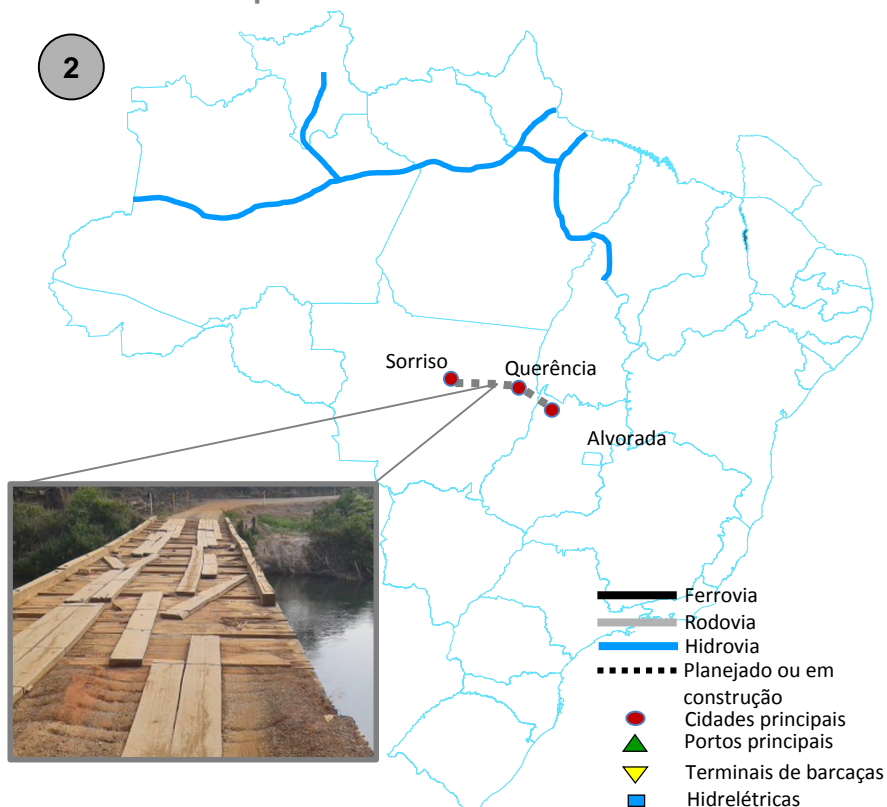 2
Sorriso
Querência
Alvorada
Ferrovia
Rodovia
Hidrovia
Planejado ou em
construção
Cidades principais
Portos principais
Terminais de barcaças
Hidrelétricas